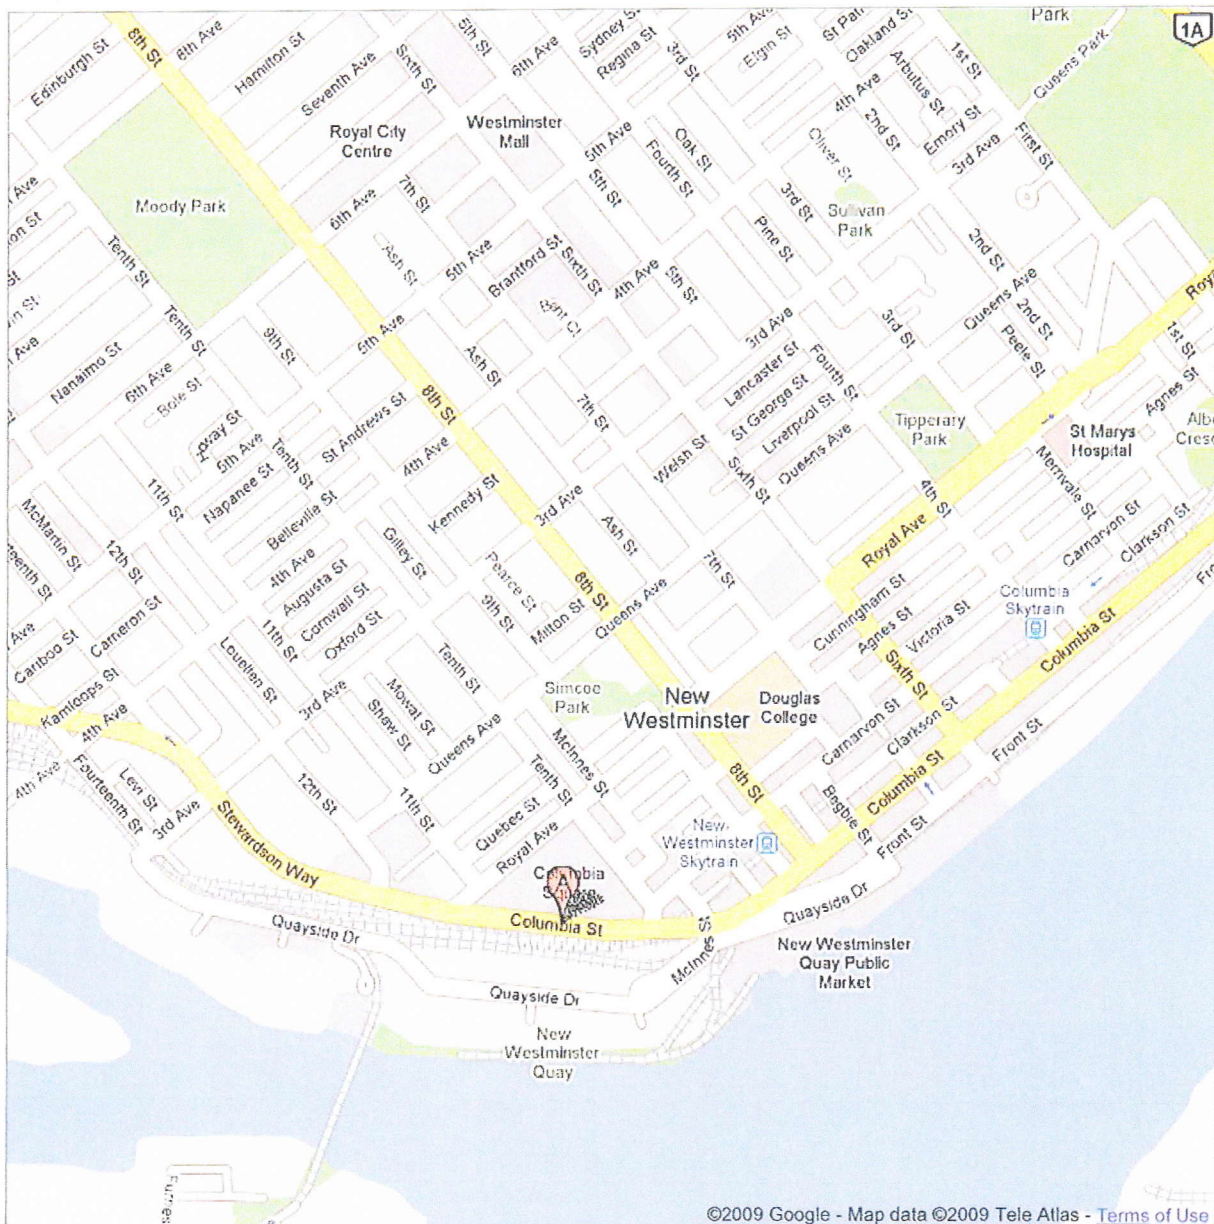 Park
1A
Edinburgh St
8th St
8th Ave
Hamilton St
Seventh Ave
Sixth St
5th St
6th Ave
Sydney St
Regina St
3rd St
5th Ave
Elgin St
Oakland St
Arbutus St
1st St
Queens Park
4th Ave
2nd St
Emory St
3rd Ave
First St
Royal City
Centre
Westminster
Mall
5th Ave
Oak St
Fourth St
5th St
Oliver St
3rd St
Moody Park
6th Ave
7th St
Ash St
5th Ave
Brantford St
Sixth St
4th Ave
5th St
Pine St
Park
2nd St
Queens Ave
2nd St
Peele St
1st St
Tenth St
Tenth St
9th St
5th Ave
Ash St
3rd Ave
Fourth St
3rd St
Lancaster St
St George St
Liverpool St
Queens Ave
Nanaimo St
6th Ave
Bole St
8th St
7th St
Welsh St
Sixth St
Tipperary
Park
St Marys
Hospital
Agnes St
5th Ave
Napanee St
Tenth St
St Andrews St
4th Ave
Kennedy St
3rd Ave
Ash St
7th St
4th St
Royal Ave
Merrivale St
Carnarvon St
Clarkson St
11th St
McMartin St
12th St
Belleville St
4th Ave
Augusta St
Cornwall St
Oxford St
Gilley St
Pearce St
9th St
Milton St
8th St
Queens Ave
Cunningham St
Agnes St
Victoria St
Columbia
Skytrain
Columbia St
Cariboo St
Cameron St
Kamloops St
4th Ave
Louellen St
11th St
3rd Ave
Mowat St
Shaw St
Tenth St
Queens Ave
Simcoe
Park
New
Westminster
Douglas
College
Sixth St
Carnarvon St
Clarkson St
Front St
4th Ave
Fourteenth St
Levi St
3rd Ave
12th St
11th St
McInnes St
Tenth St
Quebec St
Royal Ave
8th St
Columbia St
Begbie St
Front St
New
Westminster
Skytrain
Stewardson Way
A
Columbia St
Quayside Dr
McInnes St
Quayside Dr
New Westminster
Quay Public
Market
Quayside Dr
New
Westminster
Quay
©2009 Google - Map data ©2009 Tele Atlas - Terms of Use